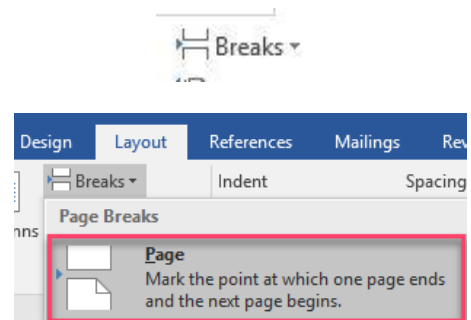 Breaks
Design Layout References Mailings Rev
Breaks Indent Spacing
nns
Page Breaks
Page
Mark the point at which one page ends
and the next page begins.